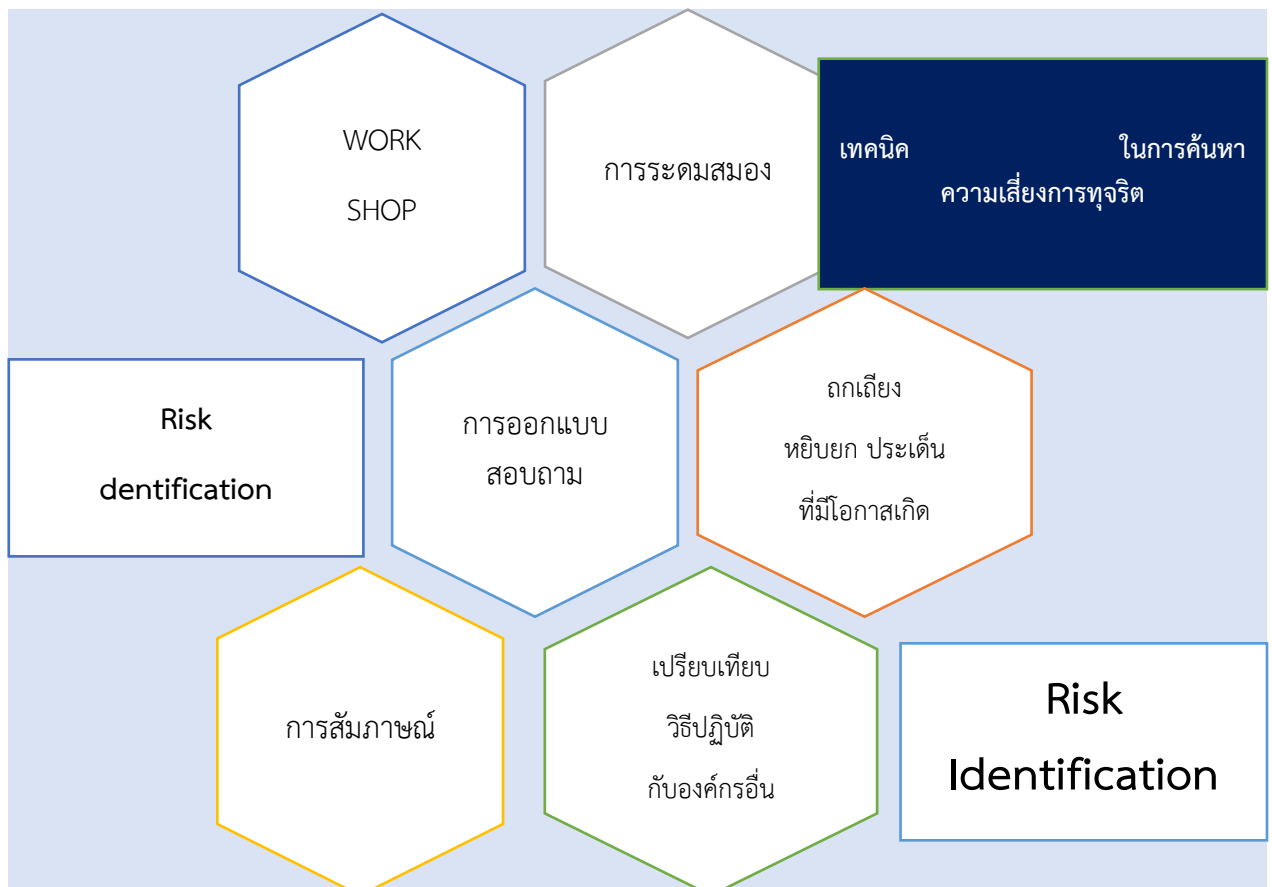 WORK
SHOP
การระดมสมอง
เทคนิค ในการค้นหา
ความเสี่ยงการทุจริต
Risk
dentification
การออกแบบ
สอบถาม
ถกเถียง
หยิบยก ประเด็น
ที่มีโอกาสเกิด
การสัมภาษณ์
เปรียบเทียบ
วิธีปฏิบัติ
กับองค์กรอื่น
Risk
Identification